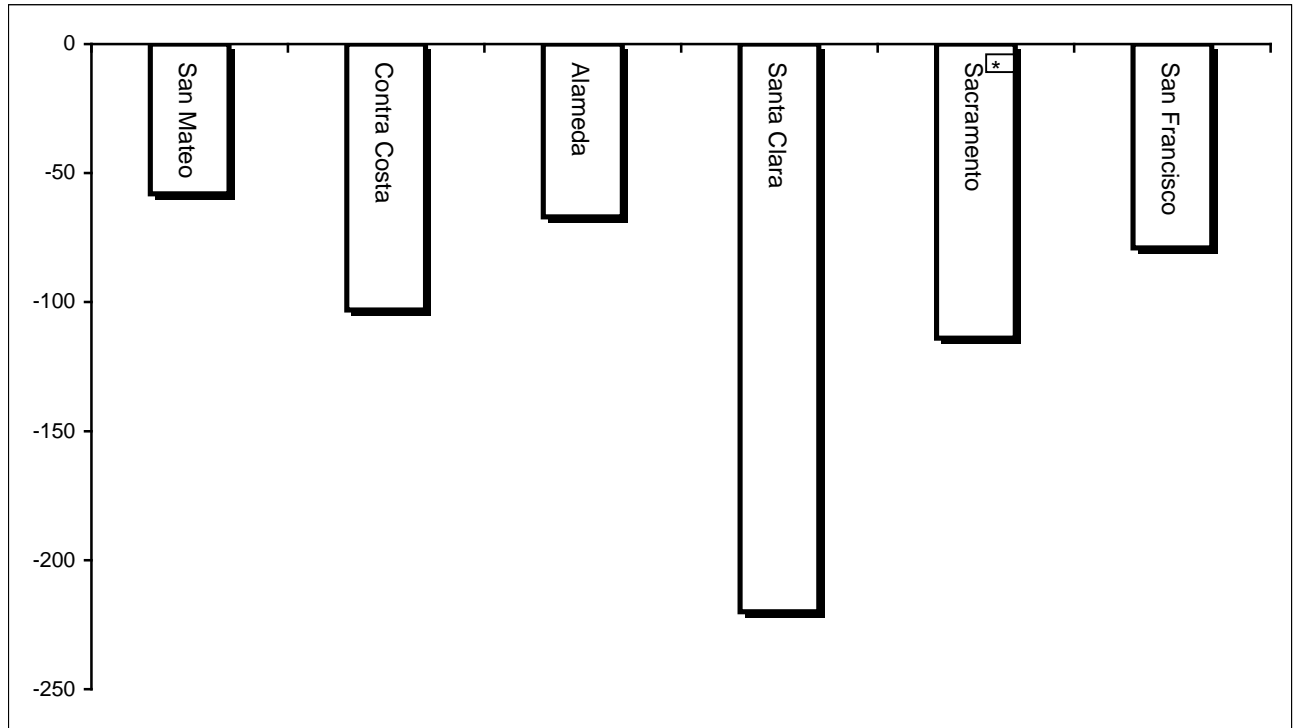 0
-50
-100
-150
-200
-250
San Mateo
Contra Costa
Alameda
Santa Clara
Sacramento
*
San Francisco